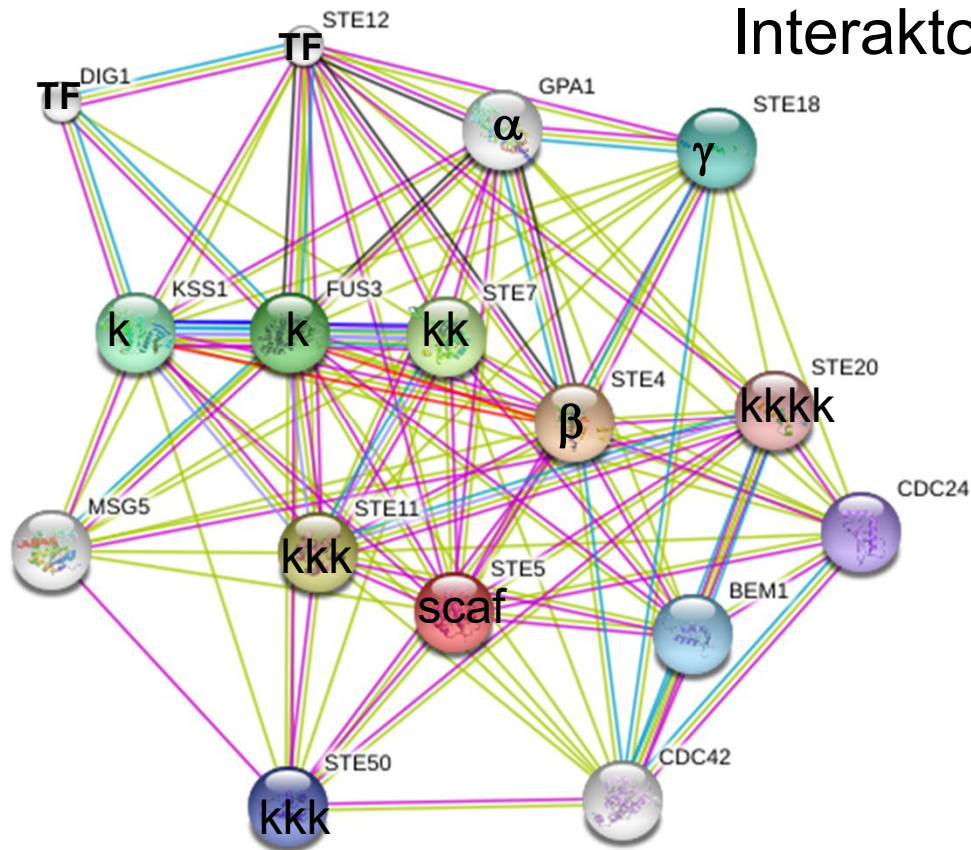 Interakto
STE12
TF
DIG1
TF
GPA1
α
STE18
γ
KSS1
k
FUS3
k
STE7
kk
STE4
β
STE20
kkkk
CDC24
MSG5
STE11
kkk
STE5
scaf
BEM1
STE50
kkk
CDC42